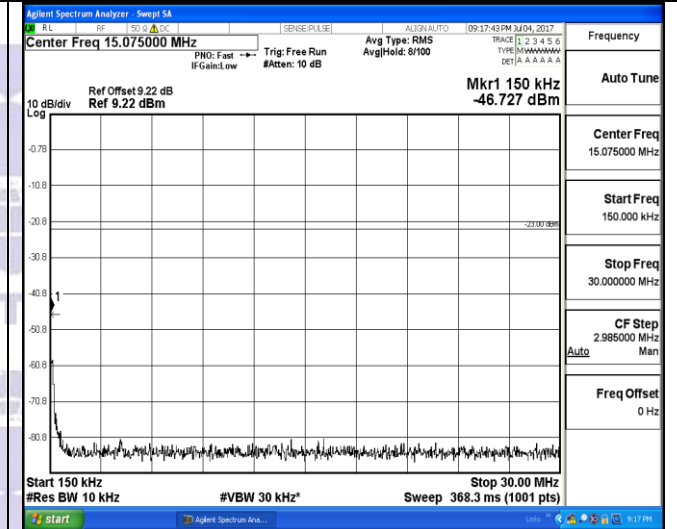 Agilent Spectrum Analyzer - Swept SA
RL RF 50 Ω DC SENSE:PULSE ALIGNAUTO 09:17:43 PM Jul 04, 2017
Center Freq 15.075000 MHz
PNO: Fast
IFGain:Low
Trig: Free Run
#Atten: 10 dB
Avg Type: RMS
Avg|Hold: 8/100
TRACE 1 2 3 4 5 6
TYPE MWWWWW
DET A A A A A A
Mkr1 150 kHz
-46.727 dBm
Ref Offset 9.22 dB
10 dB/div Ref 9.22 dBm
Log
-0.78
-10.8
-20.8
-23.00 dBm
-30.8
-40.8
1
-50.8
-60.8
-70.8
-80.8
Start 150 kHz Stop 30.00 MHz
#Res BW 10 kHz #VBW 30 kHz* Sweep 368.3 ms (1001 pts)
Frequency
Auto Tune
Center Freq
15.075000 MHz
Start Freq
150.000 kHz
Stop Freq
30.000000 MHz
CF Step
2.985000 MHz
Auto Man
Freq Offset
0 Hz
start Agilent Spectrum Ana... Links 9:17 PM